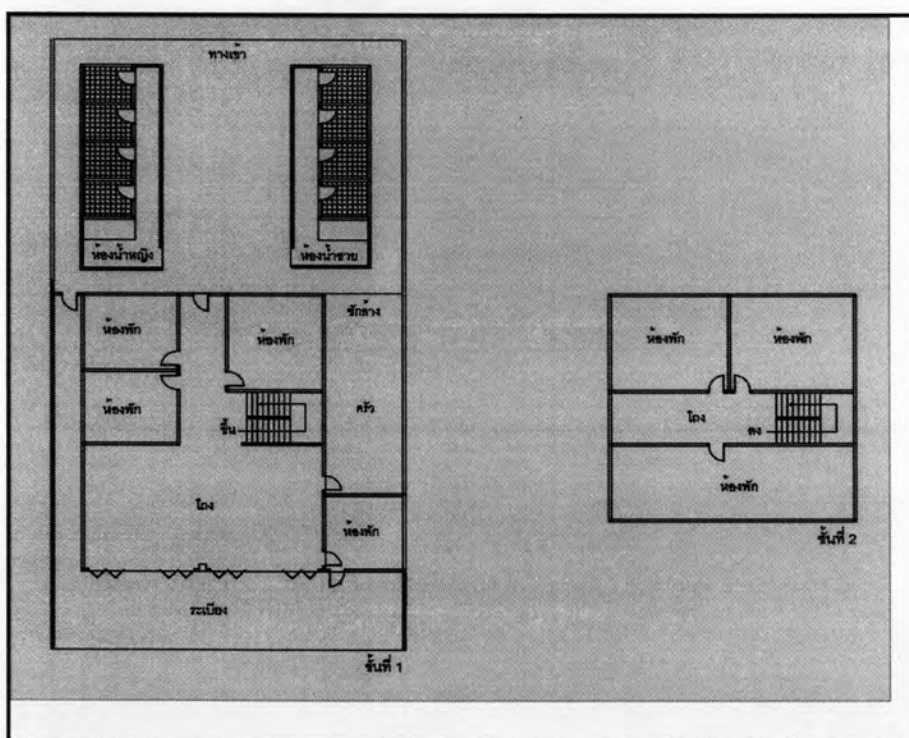 ทางเข้า
ห้องน้ำหญิง
ห้องน้ำชาย
ห้องพัก
ห้องพัก
ซักล้าง
ห้องพัก
ครัว
ขึ้น
โถง
ห้องพัก
ระเบียง
ชั้นที่ 1
ห้องพัก
ห้องพัก
โถง
ลง
ห้องพัก
ชั้นที่ 2